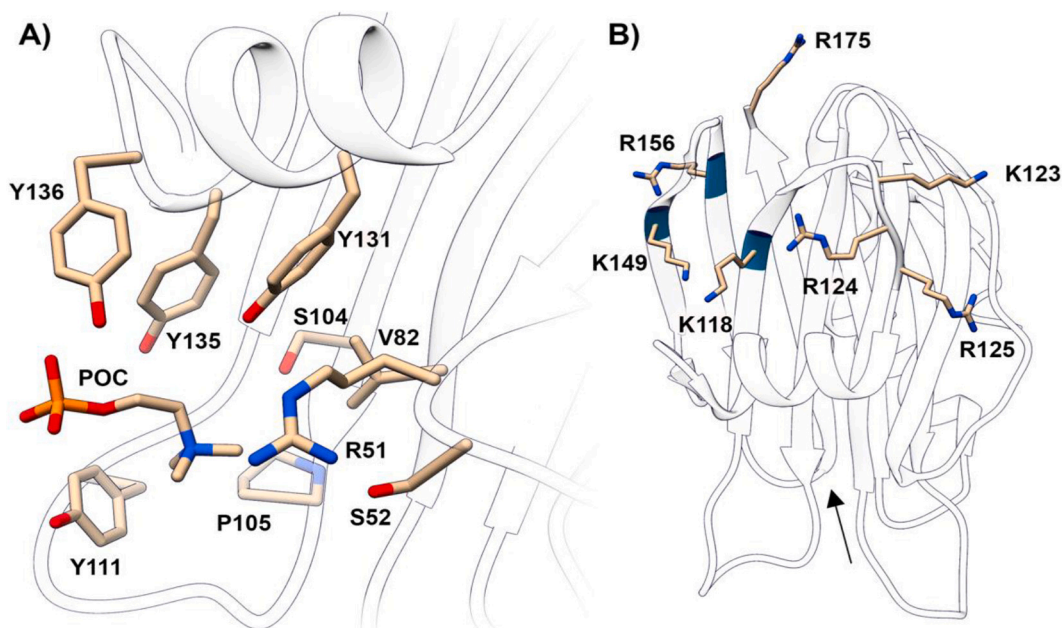 A)
Y136
Y135
Y131
S104
V82
POC
R51
P105
S52
Y111
B)
R175
R156
K123
K149
R124
K118
R125